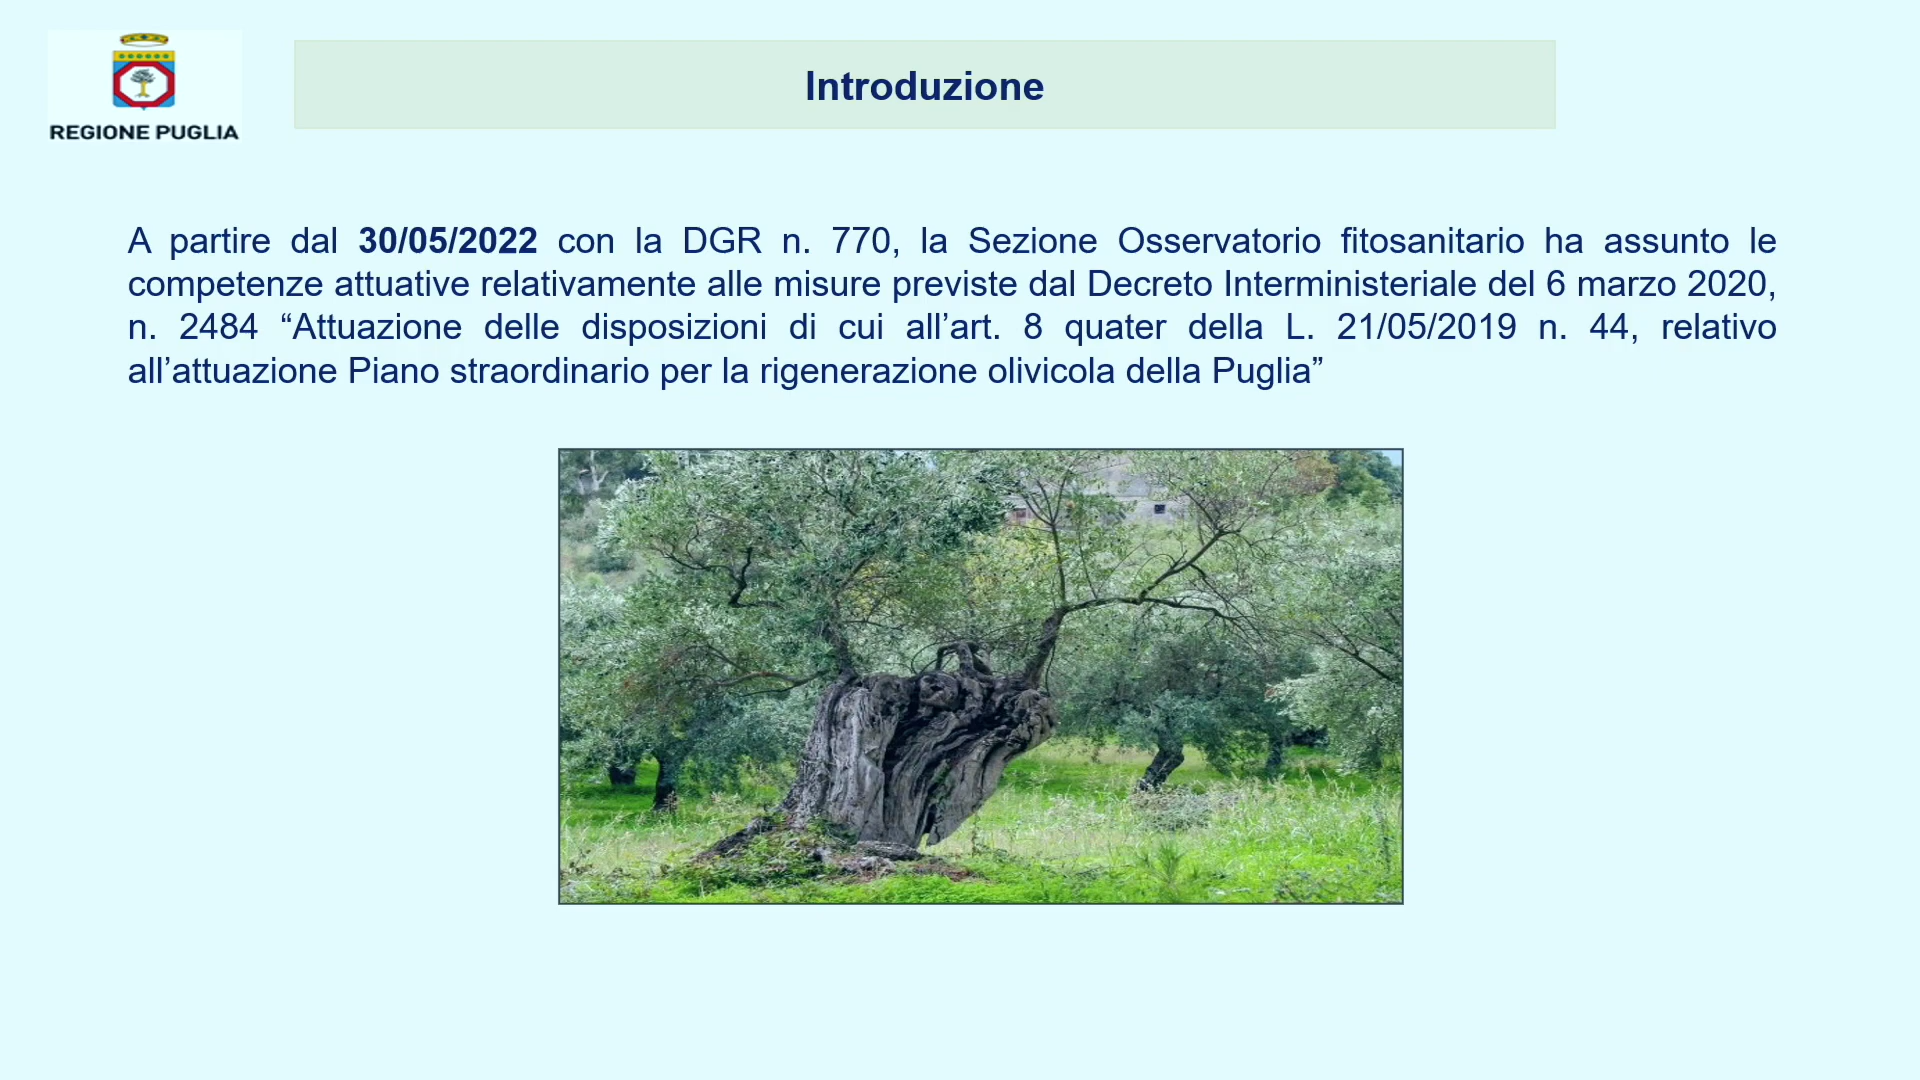 REGIONE PUGLIA
Introduzione
A partire dal 30/05/2022 con la DGR n. 770, la Sezione Osservatorio fitosanitario ha assunto le
competenze attuative relativamente alle misure previste dal Decreto Interministeriale del 6 marzo 2020,
n. 2484 “Attuazione delle disposizioni di cui all’art. 8 quater della L. 21/05/2019 n. 44, relativo
all’attuazione Piano straordinario per la rigenerazione olivicola della Puglia”